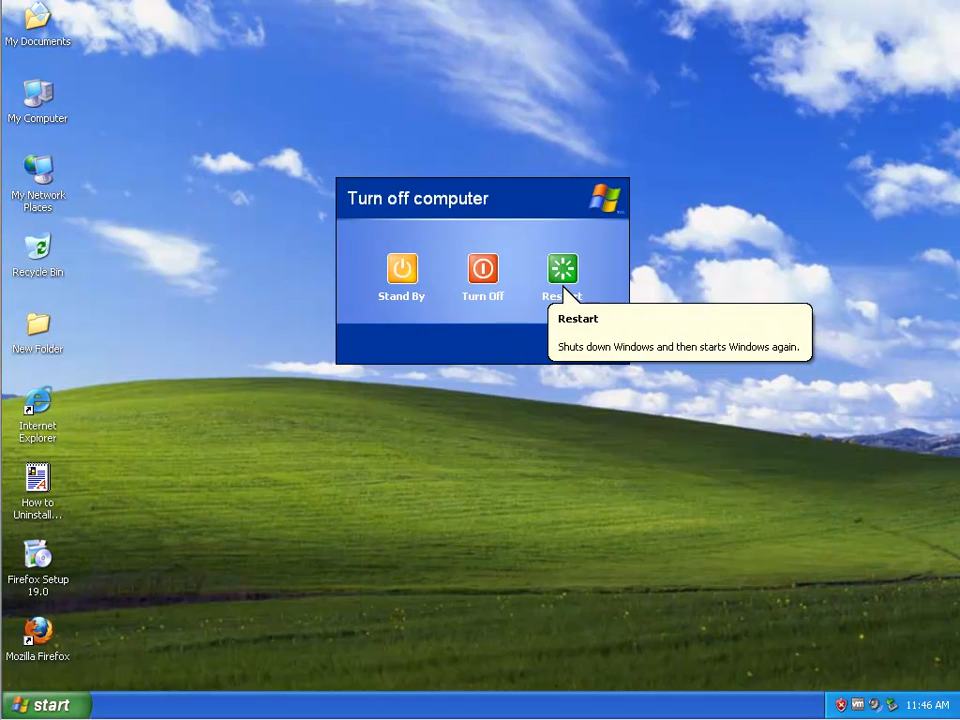 My Documents
My Computer
My Network
Places
Recycle Bin
New Folder
Internet
Explorer
How to
Uninstall...
Firefox Setup
19.0
Mozilla Firefox
Turn off computer
Stand By
Turn Off
Restart
Restart
Shuts down Windows and then starts Windows again.
start
vm
11:46 AM